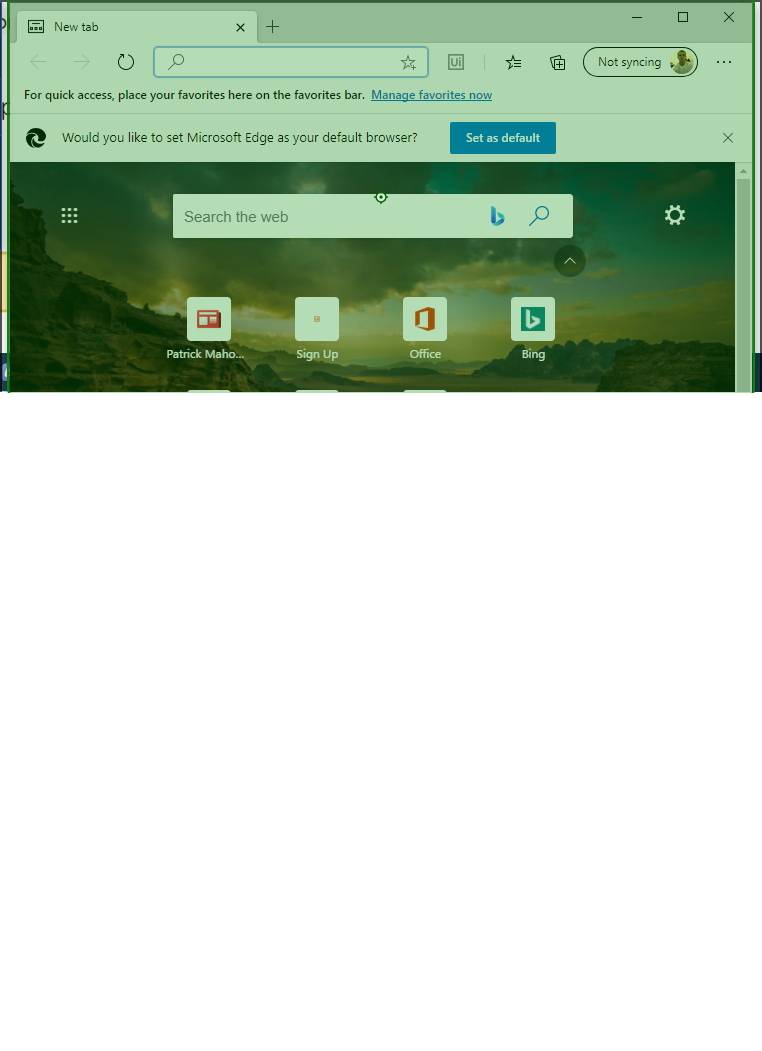 New tab
Ui
Not syncing
For quick access, place your favorites here on the favorites bar. Manage favorites now
Would you like to set Microsoft Edge as your default browser?
Set as default
Search the web
Patrick Maho...
Sign Up
Office
Bing